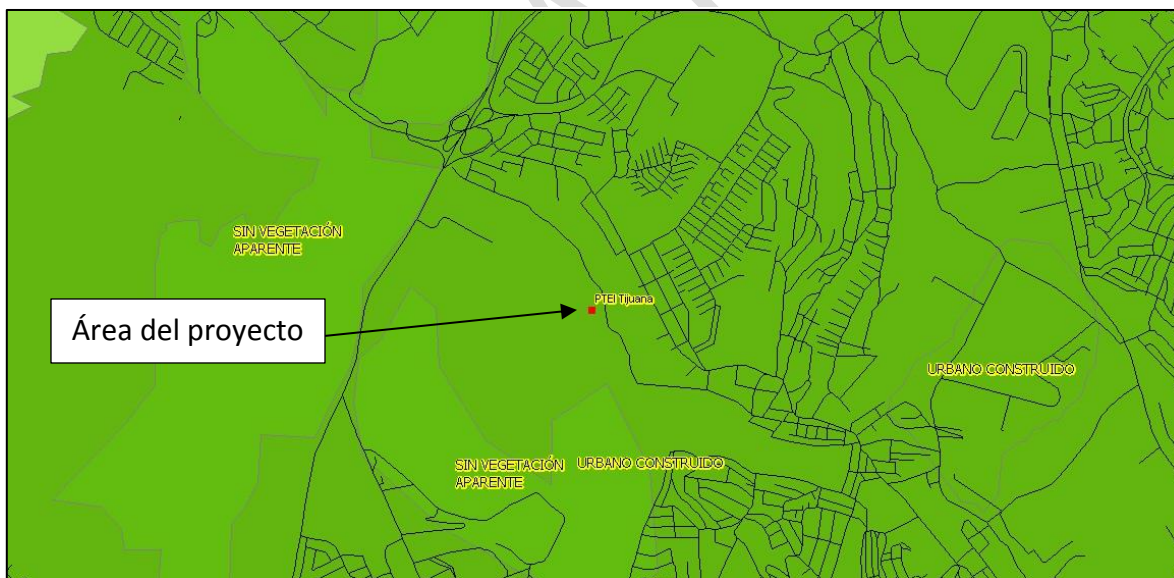 SIN VEGETACIÓN
APARENTE
PTEI Tijuana
Área del proyecto
URBANO CONSTRUIDO
SIN VEGETACIÓN
APARENTE
URBANO CONSTRUIDO